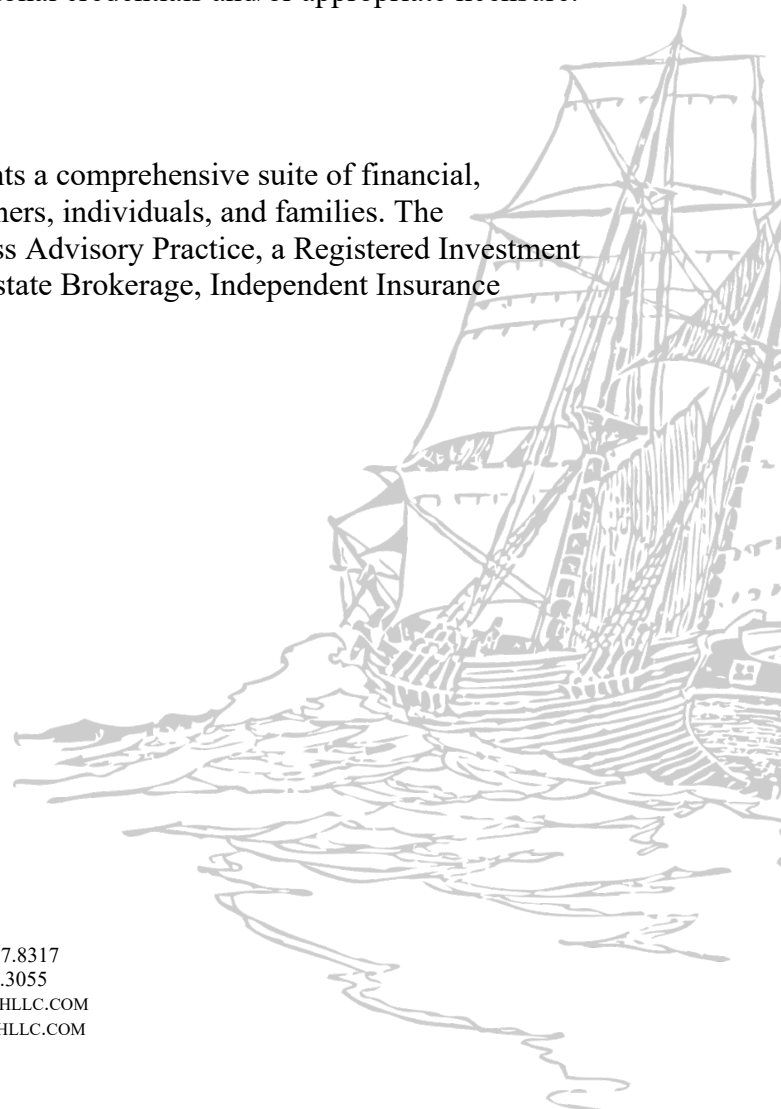 nts a comprehensive suite of financial,
ners, individuals, and families. The
ss Advisory Practice, a Registered Investment
state Brokerage, Independent Insurance
7.8317
.3055
HLLC.COM
HLLC.COM